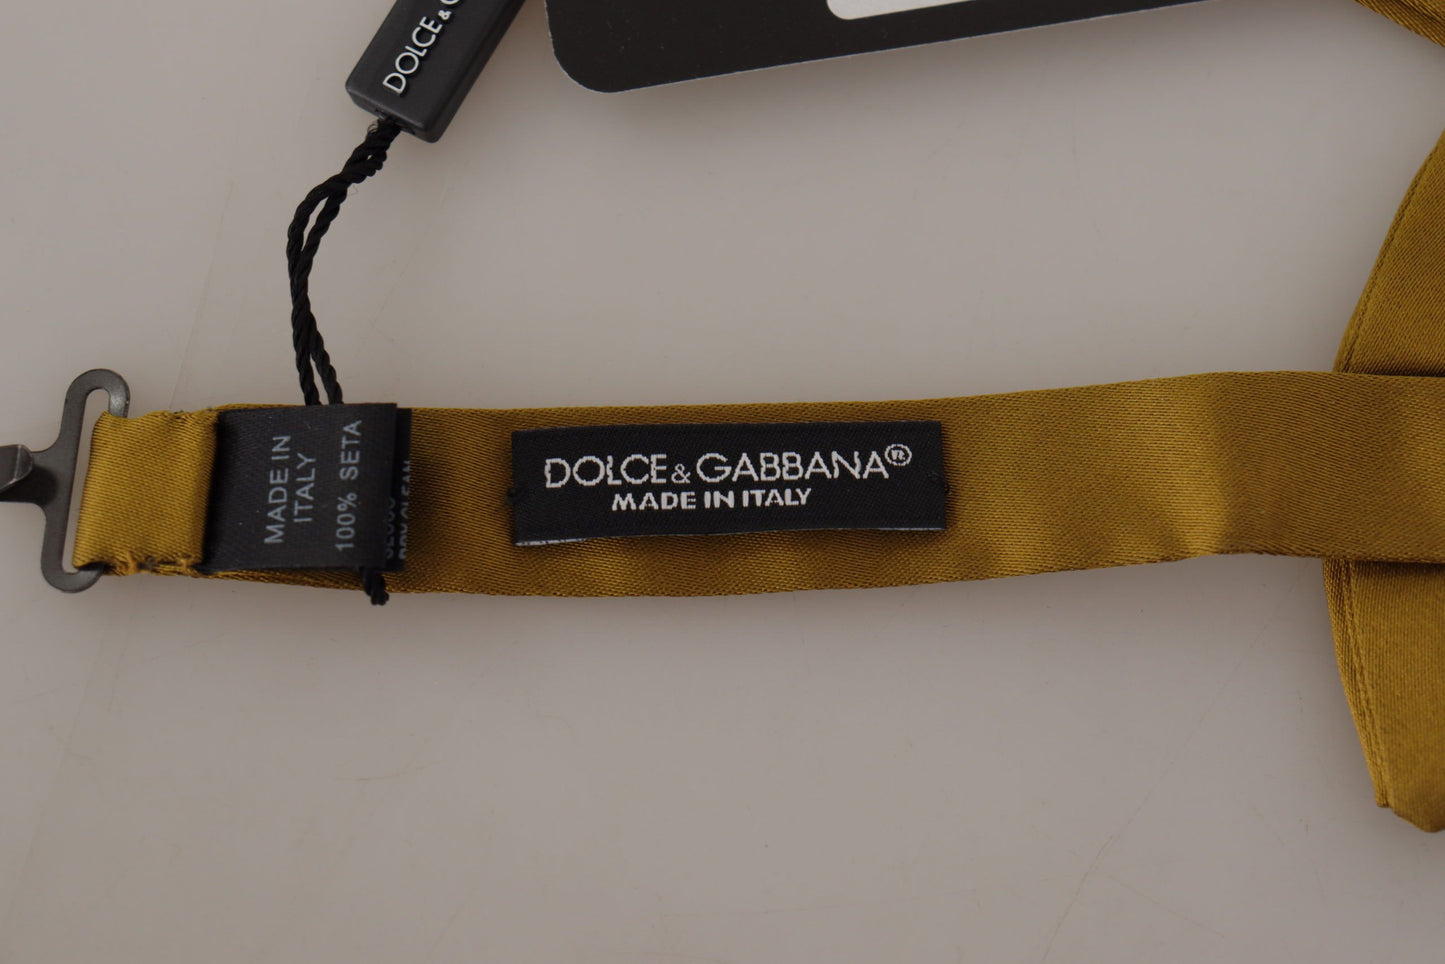 DOLCE &
MADE IN
ITALY
100% SETA
DOLCE & GABBANA®
MADE IN ITALY